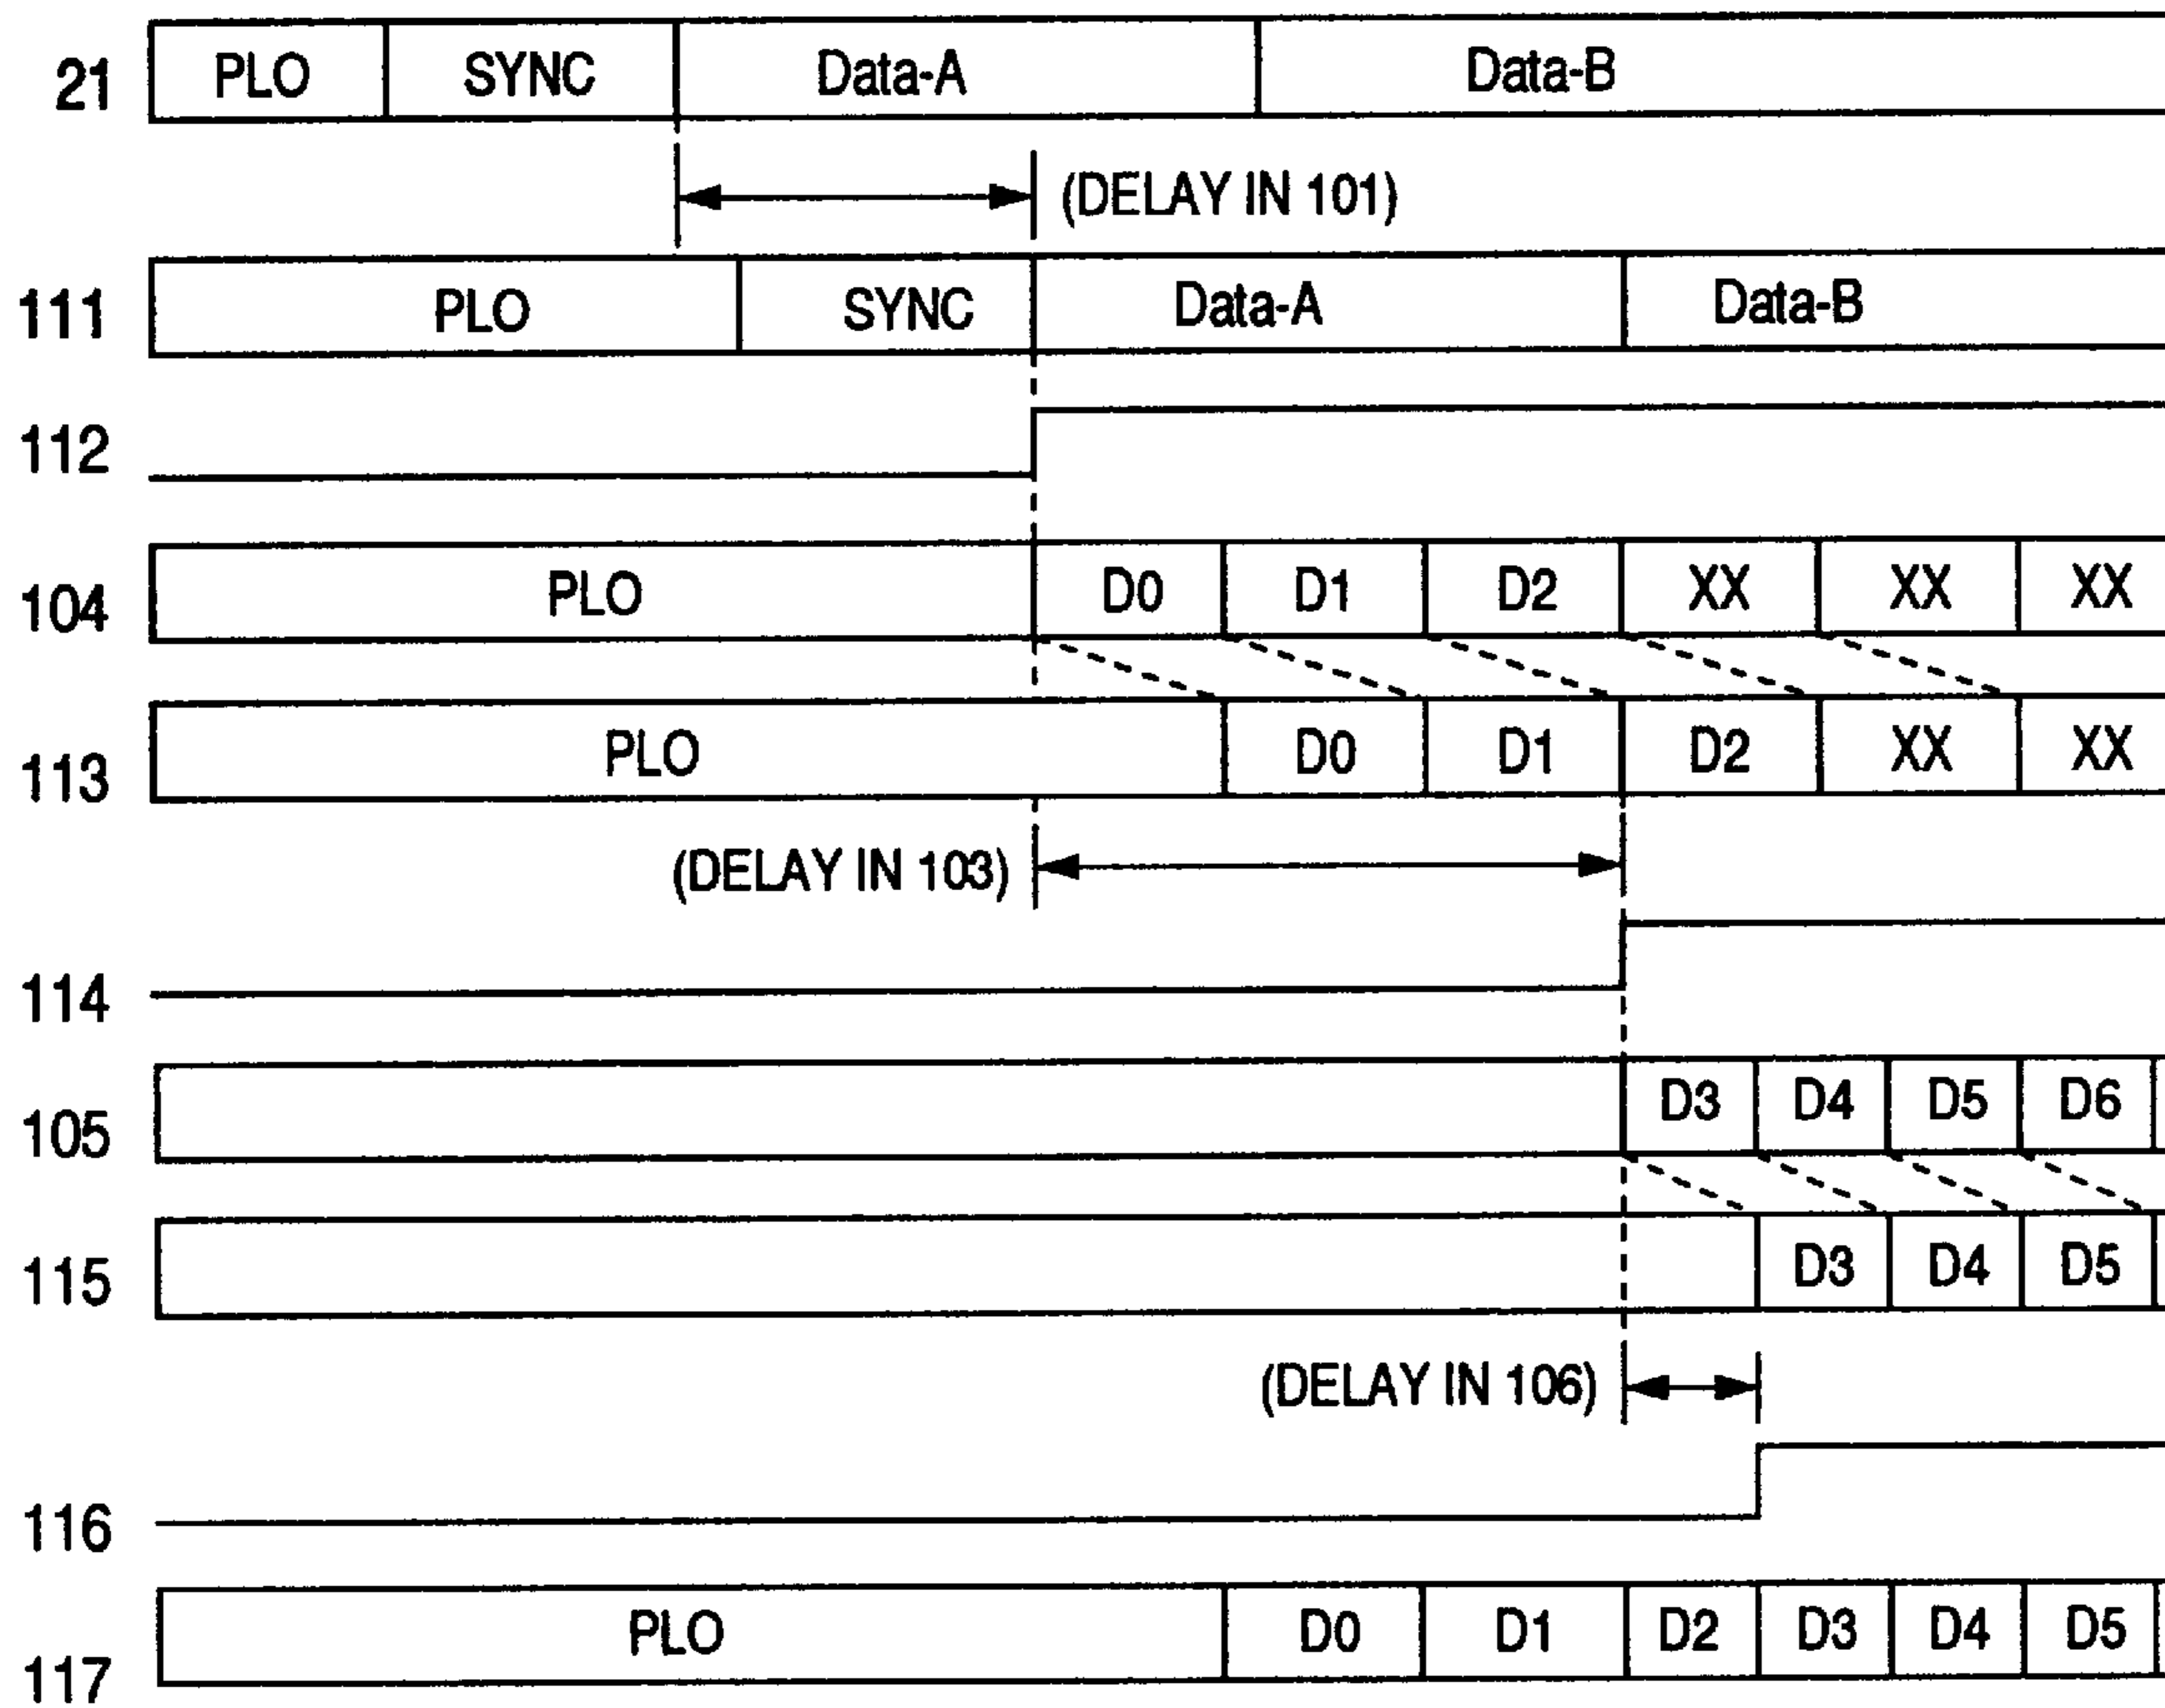 21 PLO SYNC Data-A Data-B
(DELAY IN 101)
111 PLO SYNC Data-A Data-B
112
104 PLO D0 D1 D2 XX XX XX
113 PLO D0 D1 D2 XX XX
(DELAY IN 103)
114
105 D3 D4 D5 D6
115 D3 D4 D5
(DELAY IN 106)
116
117 PLO D0 D1 D2 D3 D4 D5